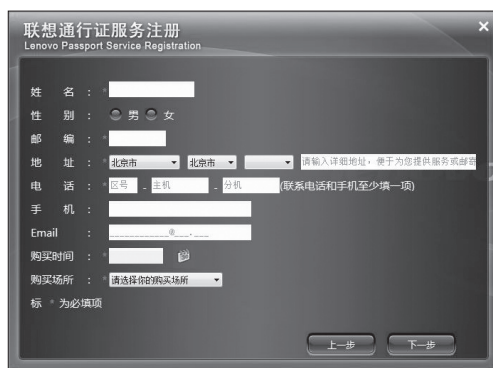 联想通行证服务注册
Lenovo Passport Service Registration
姓 名 : *
性 别 : 男 女
邮 编 : *
地 址 : * 北京市 北京市 请输入详细地址,便于为您提供服务或邮寄
电 话 : * 区号 - 主机 - 分机 (联系电话和手机至少填一项)
手 机 :
Email : ____________@___.___
购买时间 : *
购买场所 : * 请选择你的购买场所
标 * 为必填项
上一步 下一步